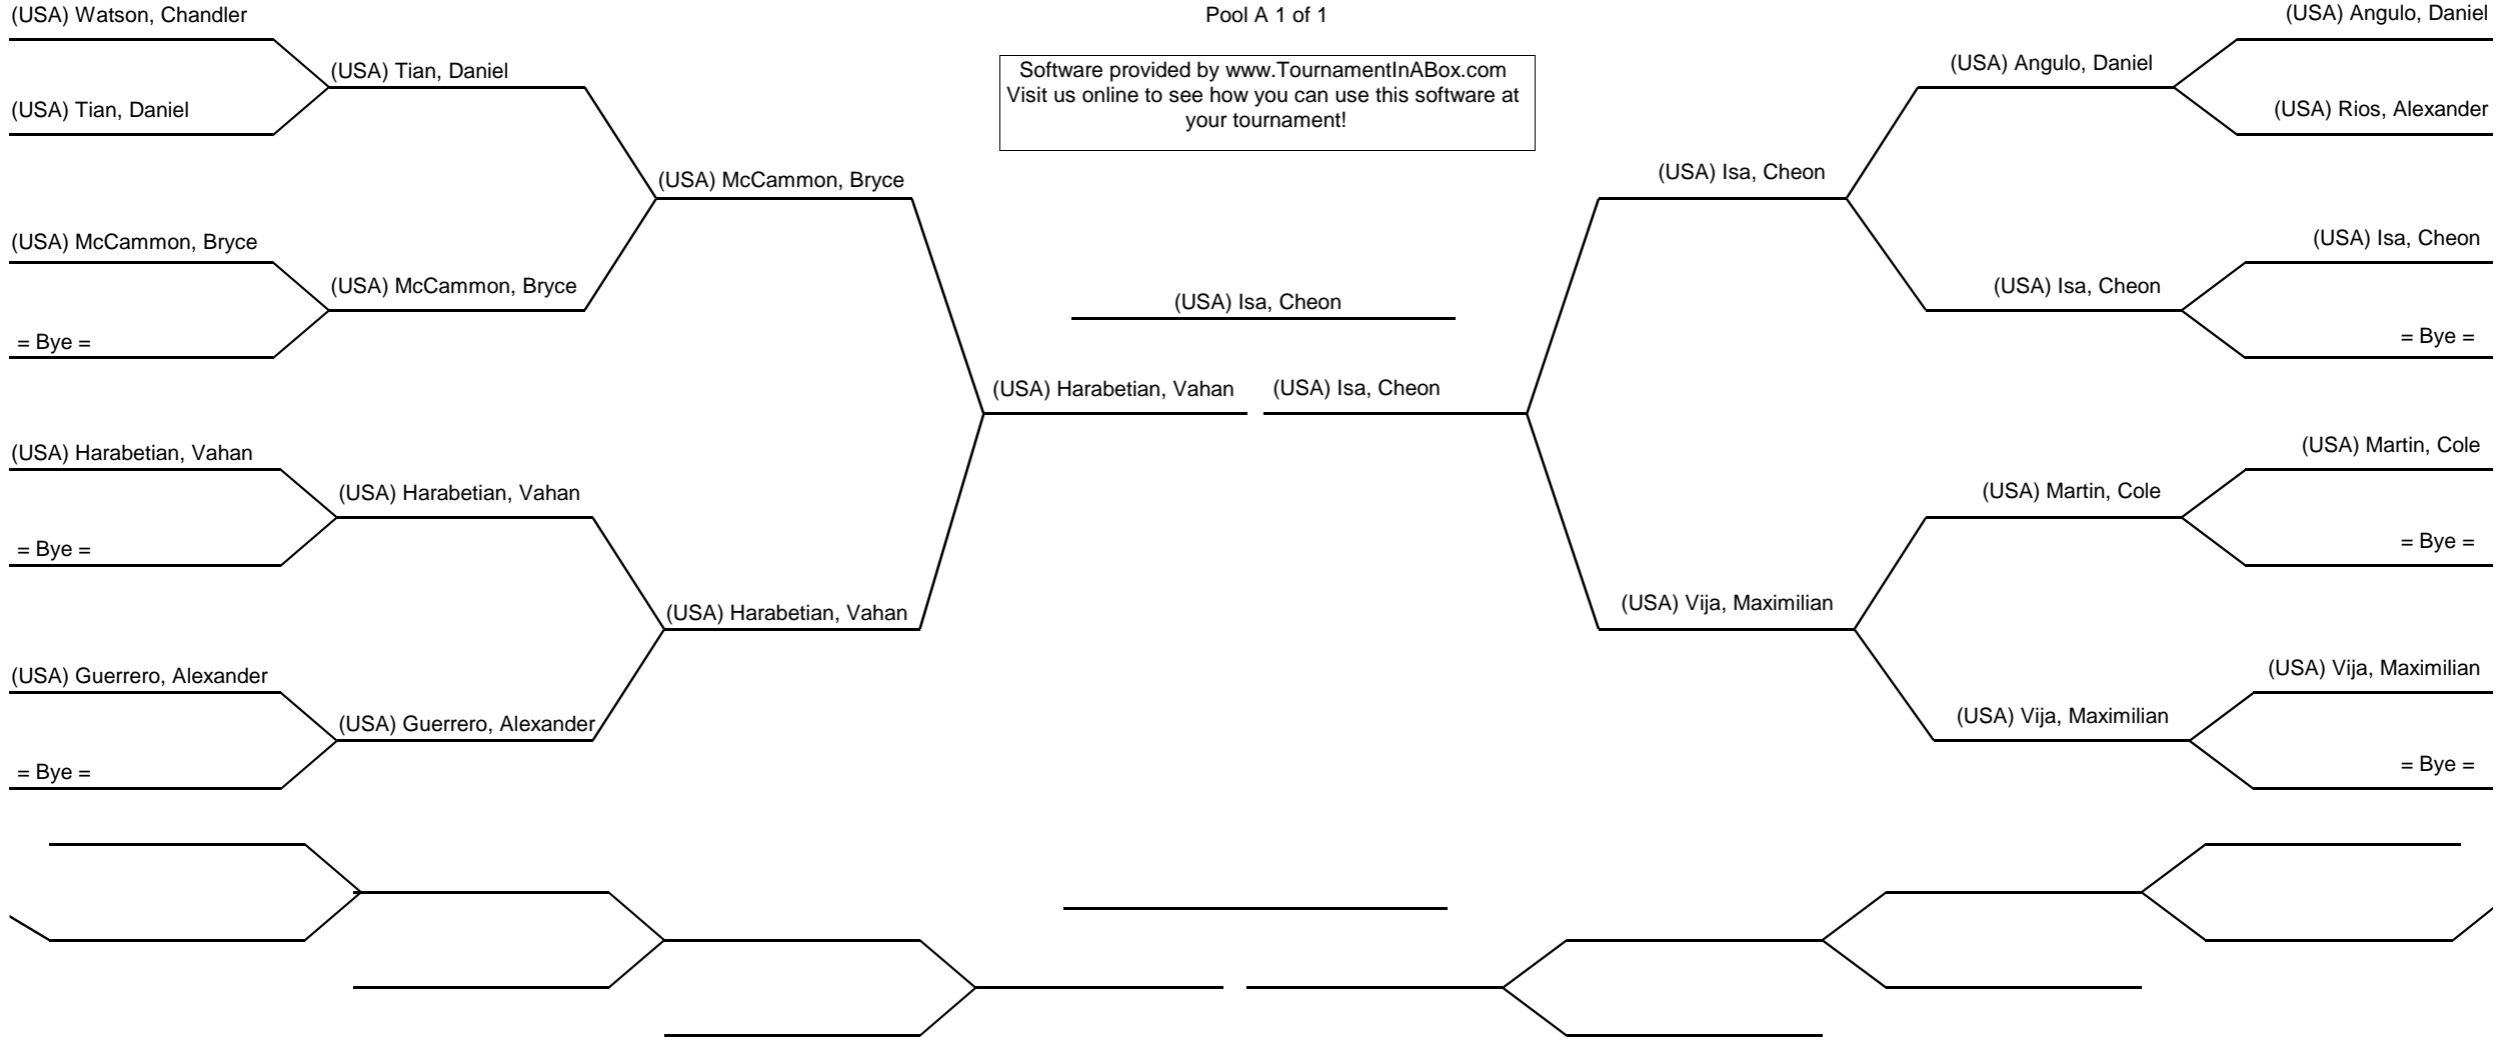 (USA) Watson, Chandler
Pool A 1 of 1
(USA) Angulo, Daniel
(USA) Tian, Daniel
Software provided by www.TournamentInABox.com
Visit us online to see how you can use this software at
your tournament!
(USA) Angulo, Daniel
(USA) Tian, Daniel
(USA) Rios, Alexander
(USA) McCammon, Bryce
(USA) Isa, Cheon
(USA) McCammon, Bryce
(USA) Isa, Cheon
(USA) McCammon, Bryce
(USA) Isa, Cheon
(USA) Isa, Cheon
= Bye =
= Bye =
(USA) Harabetian, Vahan
(USA) Isa, Cheon
(USA) Harabetian, Vahan
(USA) Martin, Cole
(USA) Harabetian, Vahan
(USA) Martin, Cole
= Bye =
= Bye =
(USA) Harabetian, Vahan
(USA) Vija, Maximilian
(USA) Guerrero, Alexander
(USA) Vija, Maximilian
(USA) Guerrero, Alexander
(USA) Vija, Maximilian
= Bye =
= Bye =